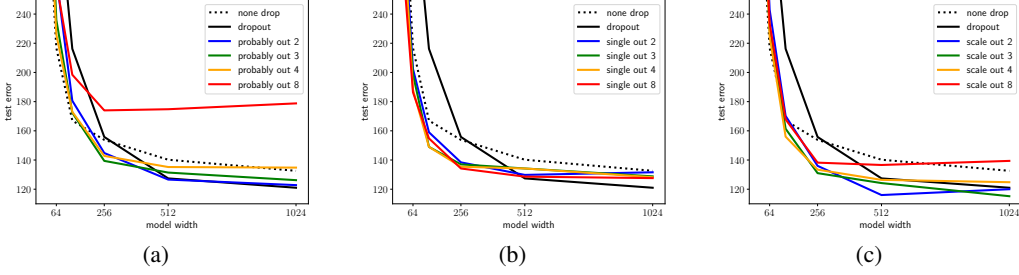 240
220
200
180
160
140
120
test error
64
256
512
1024
model width
none drop
dropout
probably out 2
probably out 3
probably out 4
probably out 8
(a)
240
220
200
180
160
140
120
test error
64
256
512
1024
model width
none drop
dropout
single out 2
single out 3
single out 4
single out 8
(b)
240
220
200
180
160
140
120
test error
64
256
512
1024
model width
none drop
dropout
scale out 2
scale out 3
scale out 4
scale out 8
(c)